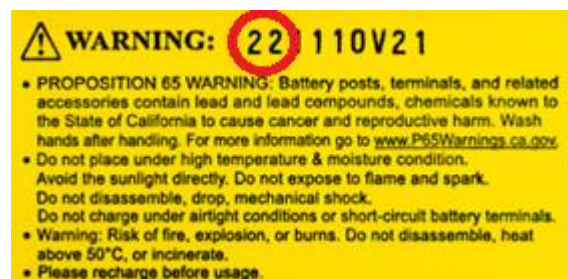 WARNING: 221110V21
• PROPOSITION 65 WARNING: Battery posts, terminals, and related
accessories contain lead and lead compounds, chemicals known to
the State of California to cause cancer and reproductive harm. Wash
hands after handling. For more information go to www.P65Warnings.ca.gov.
• Do not place under high temperature & moisture condition.
Avoid the sunlight directly. Do not expose to flame and spark.
Do not disassemble, drop, mechanical shock.
Do not charge under airtight conditions or short-circuit battery terminals.
• Warning: Risk of fire, explosion, or burns. Do not disassemble, heat
above 50°C, or incinerate.
• Please recharge before usage.